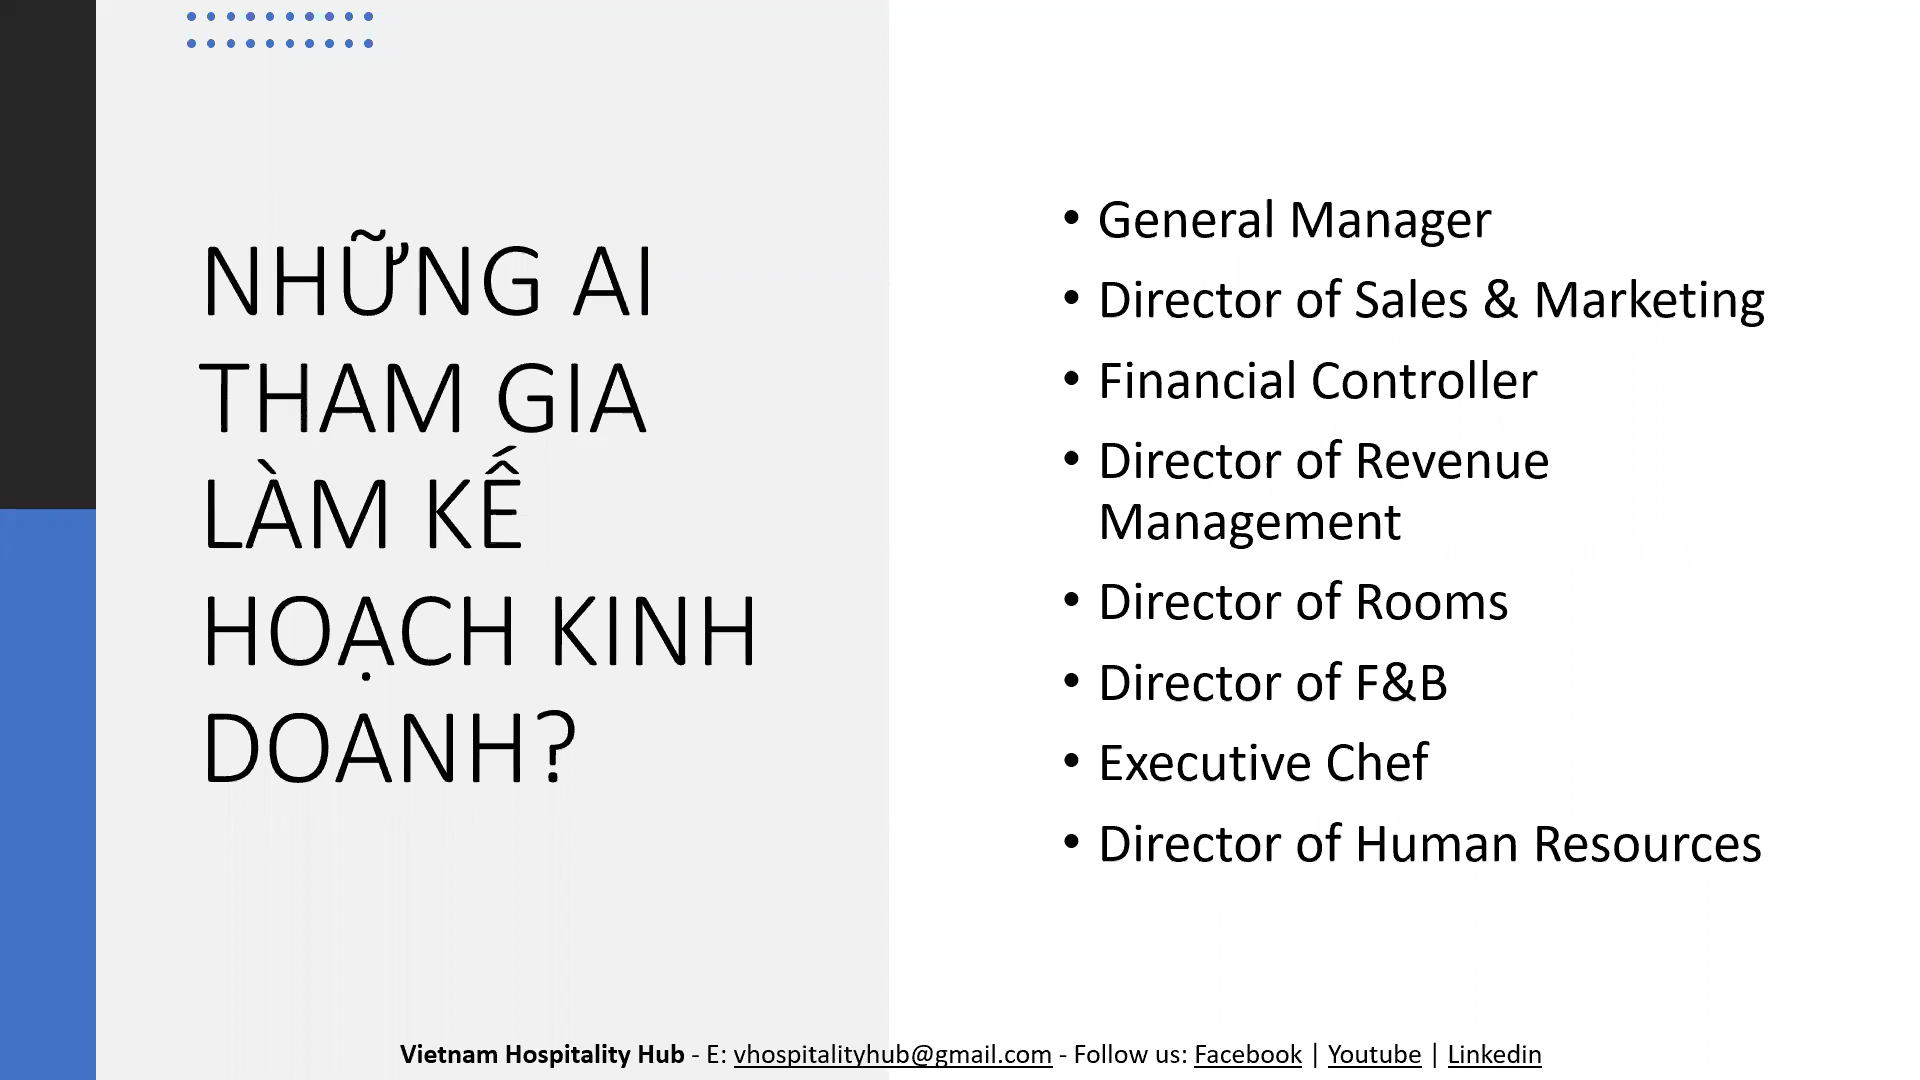 NHỮNG AI
THAM GIA
LÀM KẾ
HOẠCH KINH
DOANH?
• General Manager
• Director of Sales & Marketing
• Financial Controller
• Director of Revenue
Management
• Director of Rooms
• Director of F&B
• Executive Chef
• Director of Human Resources
Vietnam Hospitality Hub - E: vhospitalityhub@gmail.com - Follow us: Facebook | Youtube | Linkedin